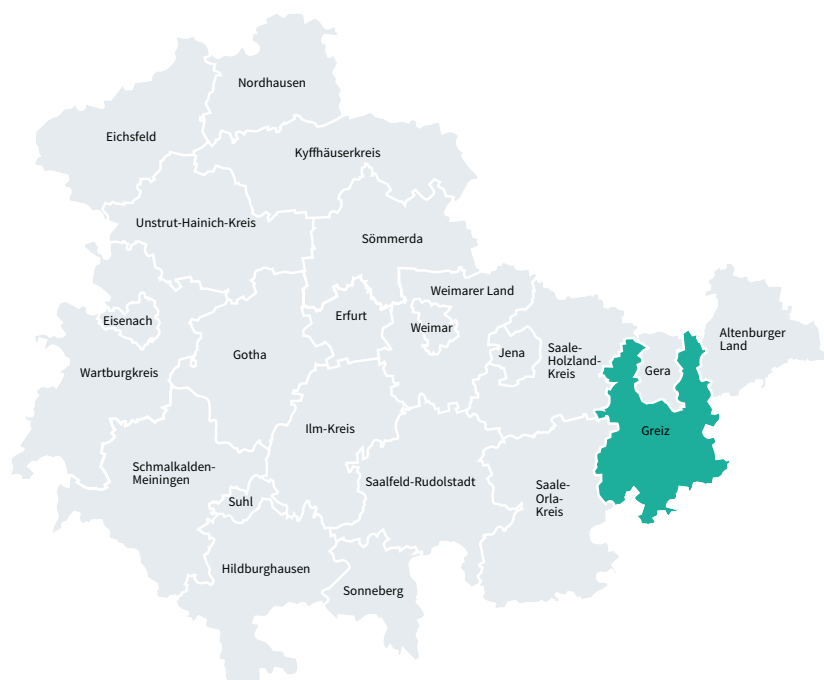 Nordhausen
Eichsfeld
Kyffhäuserkreis
Unstrut-Hainich-Kreis
Sömmerda
Weimarer Land
Eisenach
Erfurt
Weimar
Altenburger
Land
Jena
Saale-
Holzland-
Kreis
Gotha
Gera
Wartburgkreis
Ilm-Kreis
Greiz
Schmalkalden-
Meiningen
Saalfeld-Rudolstadt
Saale-
Orla-
Kreis
Suhl
Hildburghausen
Sonneberg